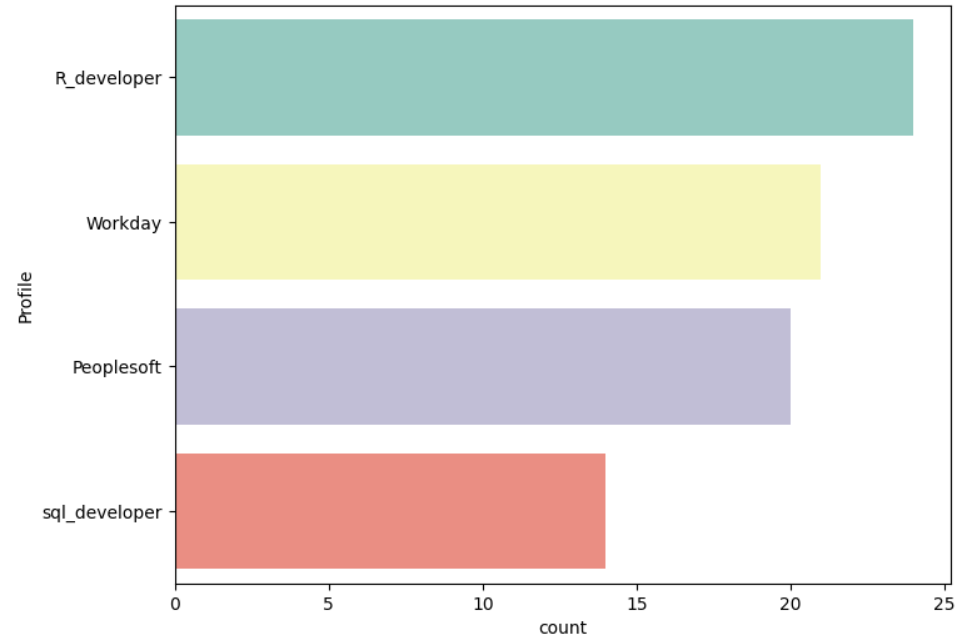 R_developer
Workday
Peoplesoft
sql_developer
Profile
0 5 10 15 20 25
count